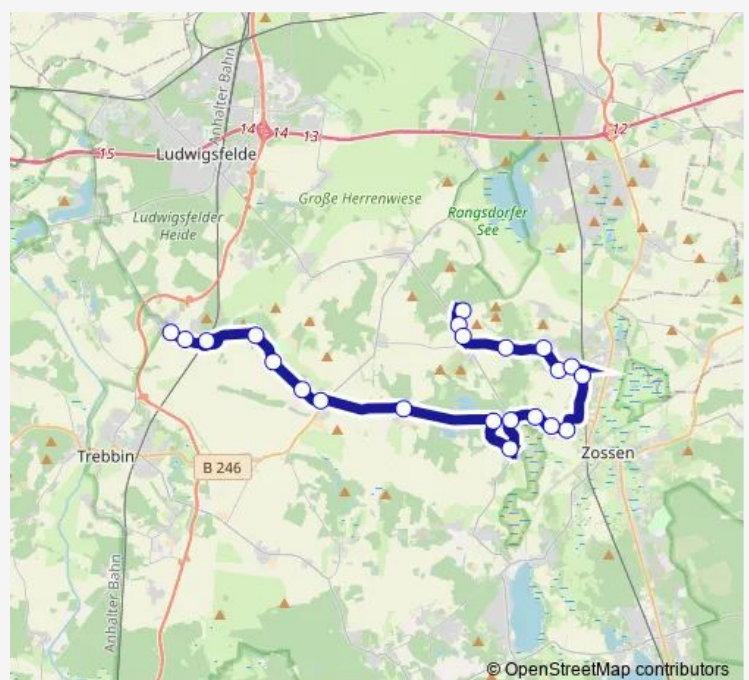 Anhalter Bahn
14
14
13
12
15
Ludwigsfelde
Große Herrenwiese
Rangsdorfer
See
Ludwigsfelder
Heide
Trebbin
B 246
Zossen
Anhalter Bahn
© OpenStreetMap contributors